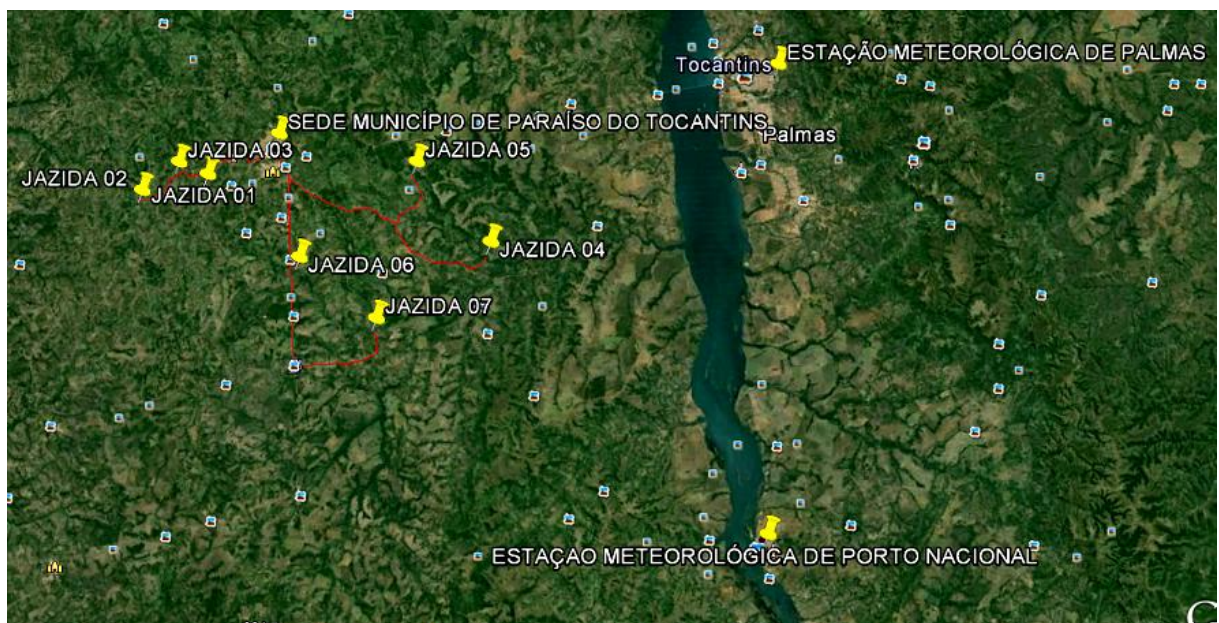 ESTAÇÃO METEOROLÓGICA DE PALMAS
Tocantins
SEDE MUNICÍPIO DE PARAÍSO DO TOCANTINS
Palmas
JAZIDA 03
JAZIDA 05
JAZIDA 02
JAZIDA 01
JAZIDA 04
JAZIDA 06
JAZIDA 07
ESTAÇAO METEOROLÓGICA DE PORTO NACIONAL